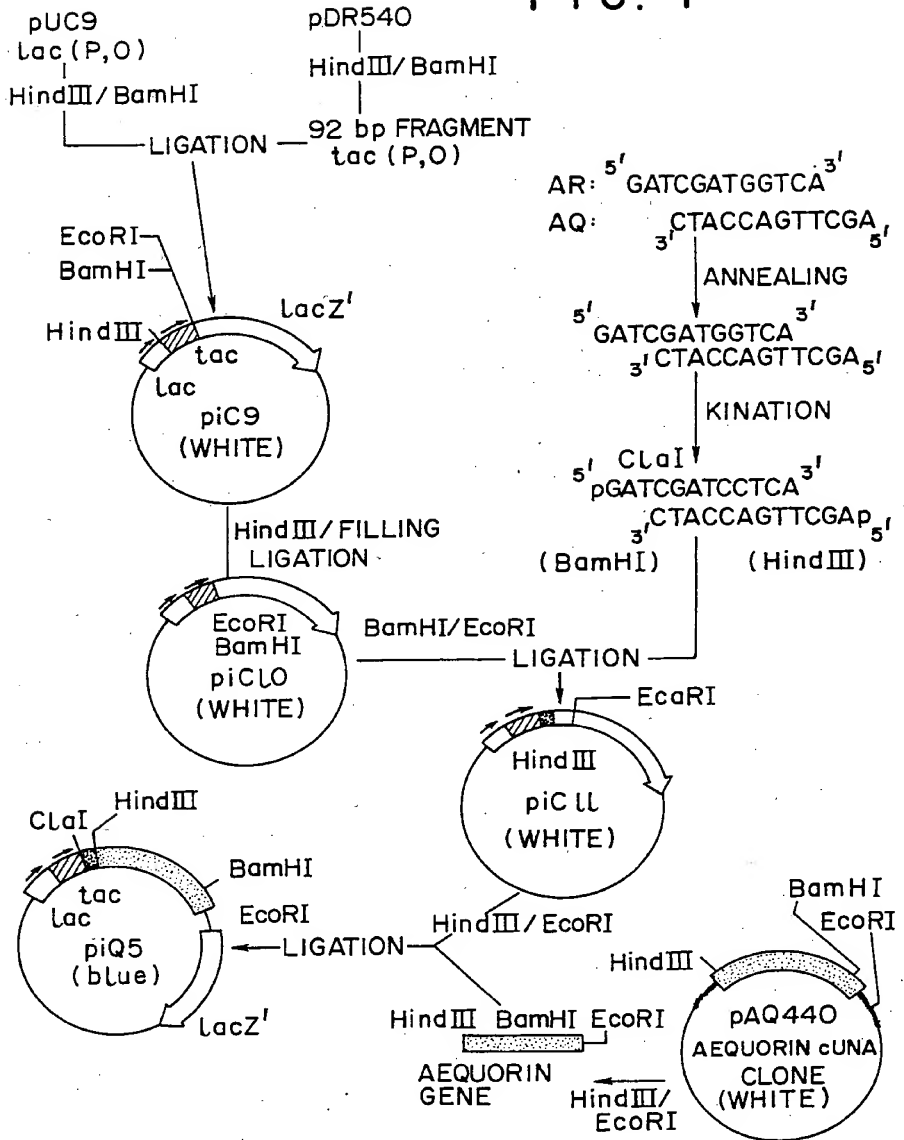 FIG. 1
pUC9
lac (P,O)
HindIII/BamHI
pDR540
HindIII/BamHI
LIGATION
92 bp FRAGMENT
tac (P,O)
AR: 5' GATCGATGGTCA 3'
AQ: 3' CTACCAGTTCGA 5'
ANNEALING
5' GATCGATGGTCA 3'
3' CTACCAGTTCGA 5'
KINATION
ClaI
5' pGATCGATCCTCA 3'
3' CTACCAGTTCGAp 5'
(BamHI) (HindIII)
EcoRI
BamHI
HindIII
lacZ'
tac
lac
piC9
(WHITE)
HindIII/FILLING
LIGATION
EcoRI
BamHI
piCLO
(WHITE)
BamHI/EcoRI
LIGATION
EcaRI
HindIII
piCll
(WHITE)
HindIII/EcoRI
LIGATION
ClaI
HindIII
BamHI
EcoRI
tac
lac
piQ5
(blue)
lacZ'
HindIII BamHI EcoRI
AEQUORIN
GENE
HindIII/
EcoRI
BamHI
EcoRI
HindIII
pAQ440
AEQUORIN cUNA
CLONE
(WHITE)